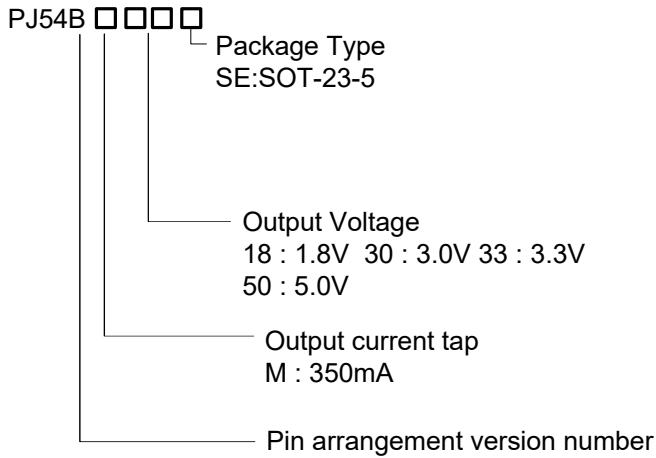 PJ54B □ □□ □
Package Type
SE:SOT-23-5
Output Voltage
18 : 1.8V 30 : 3.0V 33 : 3.3V
50 : 5.0V
Output current tap
M : 350mA
Pin arrangement version number